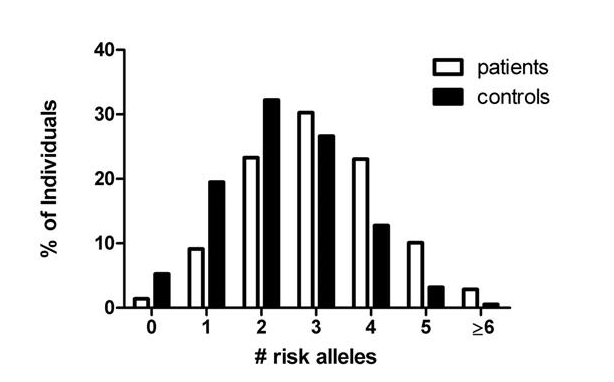 40
30
20
10
0
% of Individuals
patients
controls
0 1 2 3 4 5 ≥6
# risk alleles